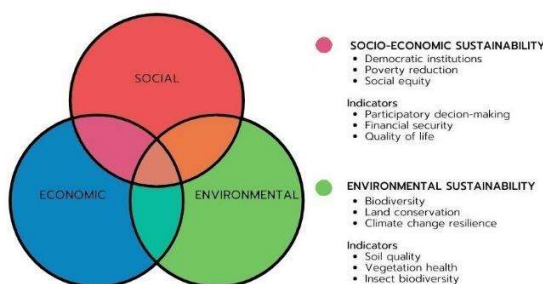 SOCIAL
ECONOMIC
ENVIRONMENTAL
SOCIO-ECONOMIC SUSTAINABILITY
• Democratic institutions
• Poverty reduction
• Social equity
Indicators
• Participatory decion-making
• Financial security
• Quality of life
ENVIRONMENTAL SUSTAINABILITY
• Biodiversity
• Land conservation
• Climate change resilience
Indicators
• Soil quality
• Vegetation health
• Insect biodiversity